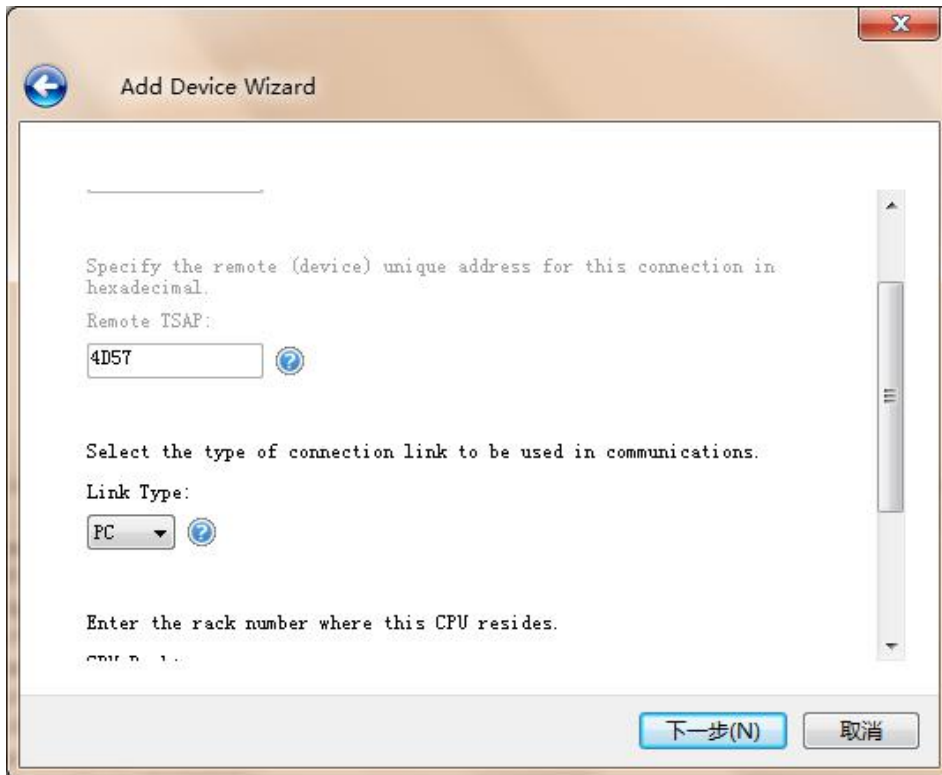 Add Device Wizard
Specify the remote (device) unique address for this connection in
hexadecimal.
Remote TSAP:
4D57
Select the type of connection link to be used in communications.
Link Type:
PC
Enter the rack number where this CPU resides.
下一步(N)
取消